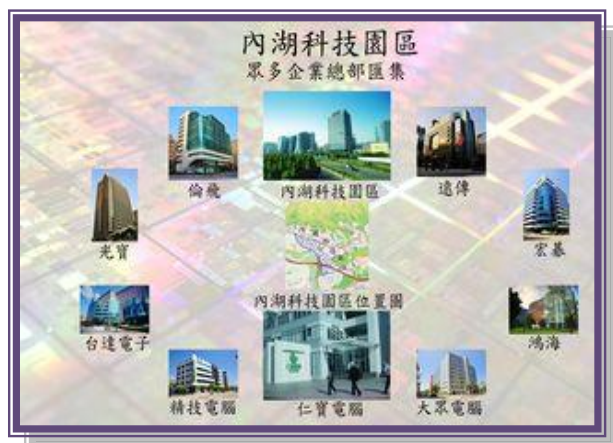 內湖科技園區
眾多企業總部匯集
倫飛
內湖科技園區
遠傳
光寶
宏碁
內湖科技園區位置圖
台達電子
鴻海
精技電腦
仁寶電腦
大眾電腦